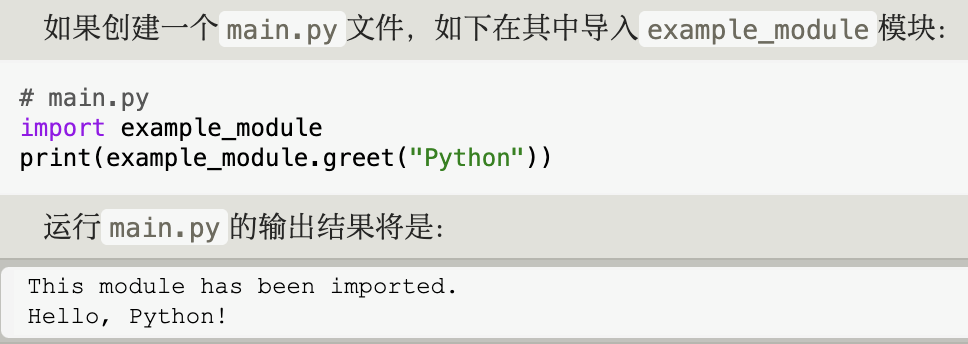 如果创建一个main.py文件，如下在其中导入example_module模块：
# main.py
import example_module
print(example_module.greet("Python"))
运行main.py的输出结果将是：
This module has been imported.
Hello, Python!